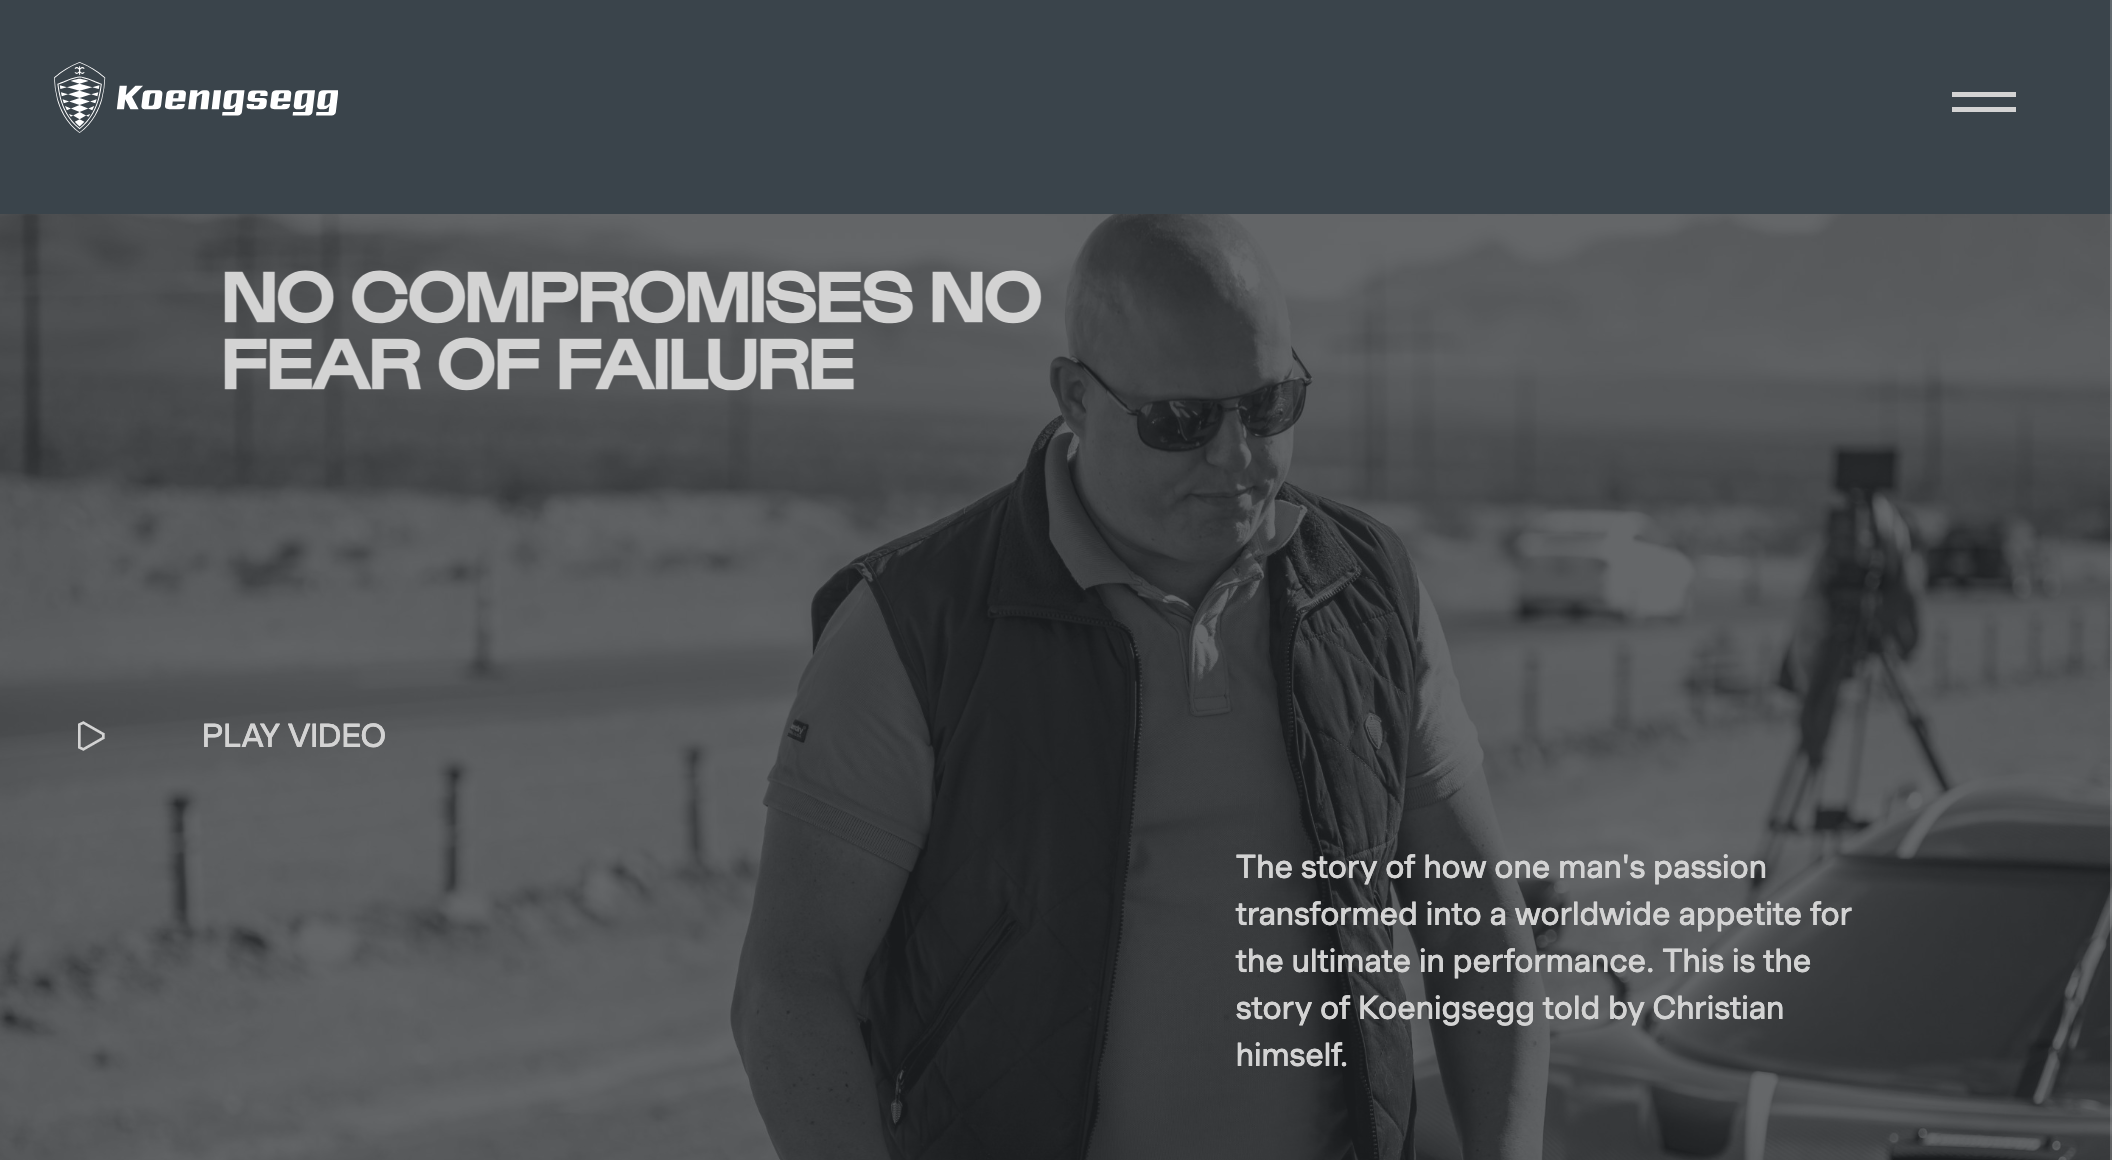 Koenigsegg
NO COMPROMISES NO
FEAR OF FAILURE
PLAY VIDEO
The story of how one man's passion
transformed into a worldwide appetite for
the ultimate in performance. This is the
story of Koenigsegg told by Christian
himself.